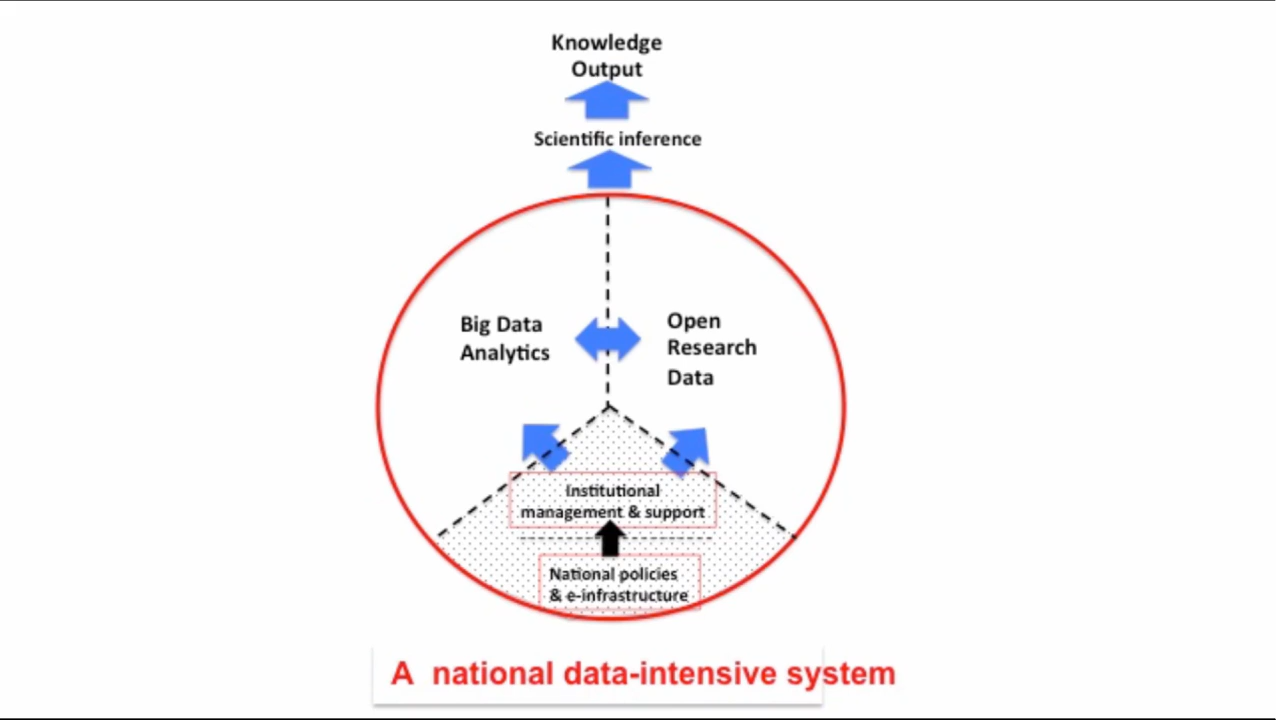 Knowledge
Output
Scientific inference
Big Data
Analytics
Open
Research
Data
Institutional
management & support
National policies
& e-infrastructure
A national data-intensive system